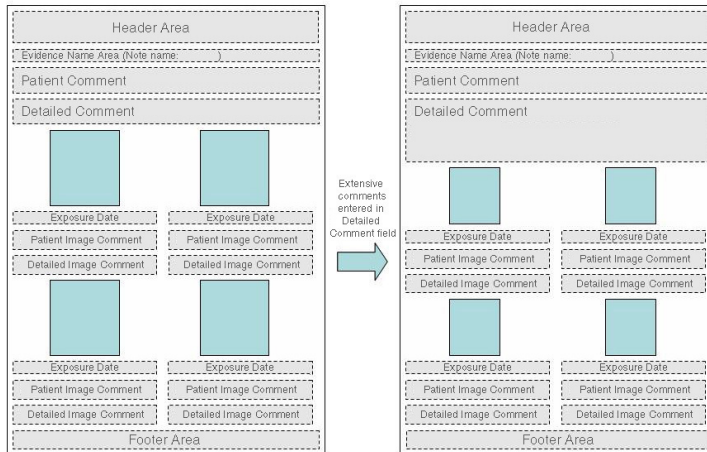 Header Area
Evidence Name Area (Note name: )
Patient Comment
Detailed Comment
Exposure Date Exposure Date
Patient Image Comment Patient Image Comment
Detailed Image Comment Detailed Image Comment
Exposure Date Exposure Date
Patient Image Comment Patient Image Comment
Detailed Image Comment Detailed Image Comment
Footer Area
Extensive
comments
entered in
Detailed
Comment field
Header Area
Evidence Name Area (Note name: )
Patient Comment
Detailed Comment
Exposure Date Exposure Date
Patient Image Comment Patient Image Comment
Detailed Image Comment Detailed Image Comment
Exposure Date Exposure Date
Patient Image Comment Patient Image Comment
Detailed Image Comment Detailed Image Comment
Footer Area